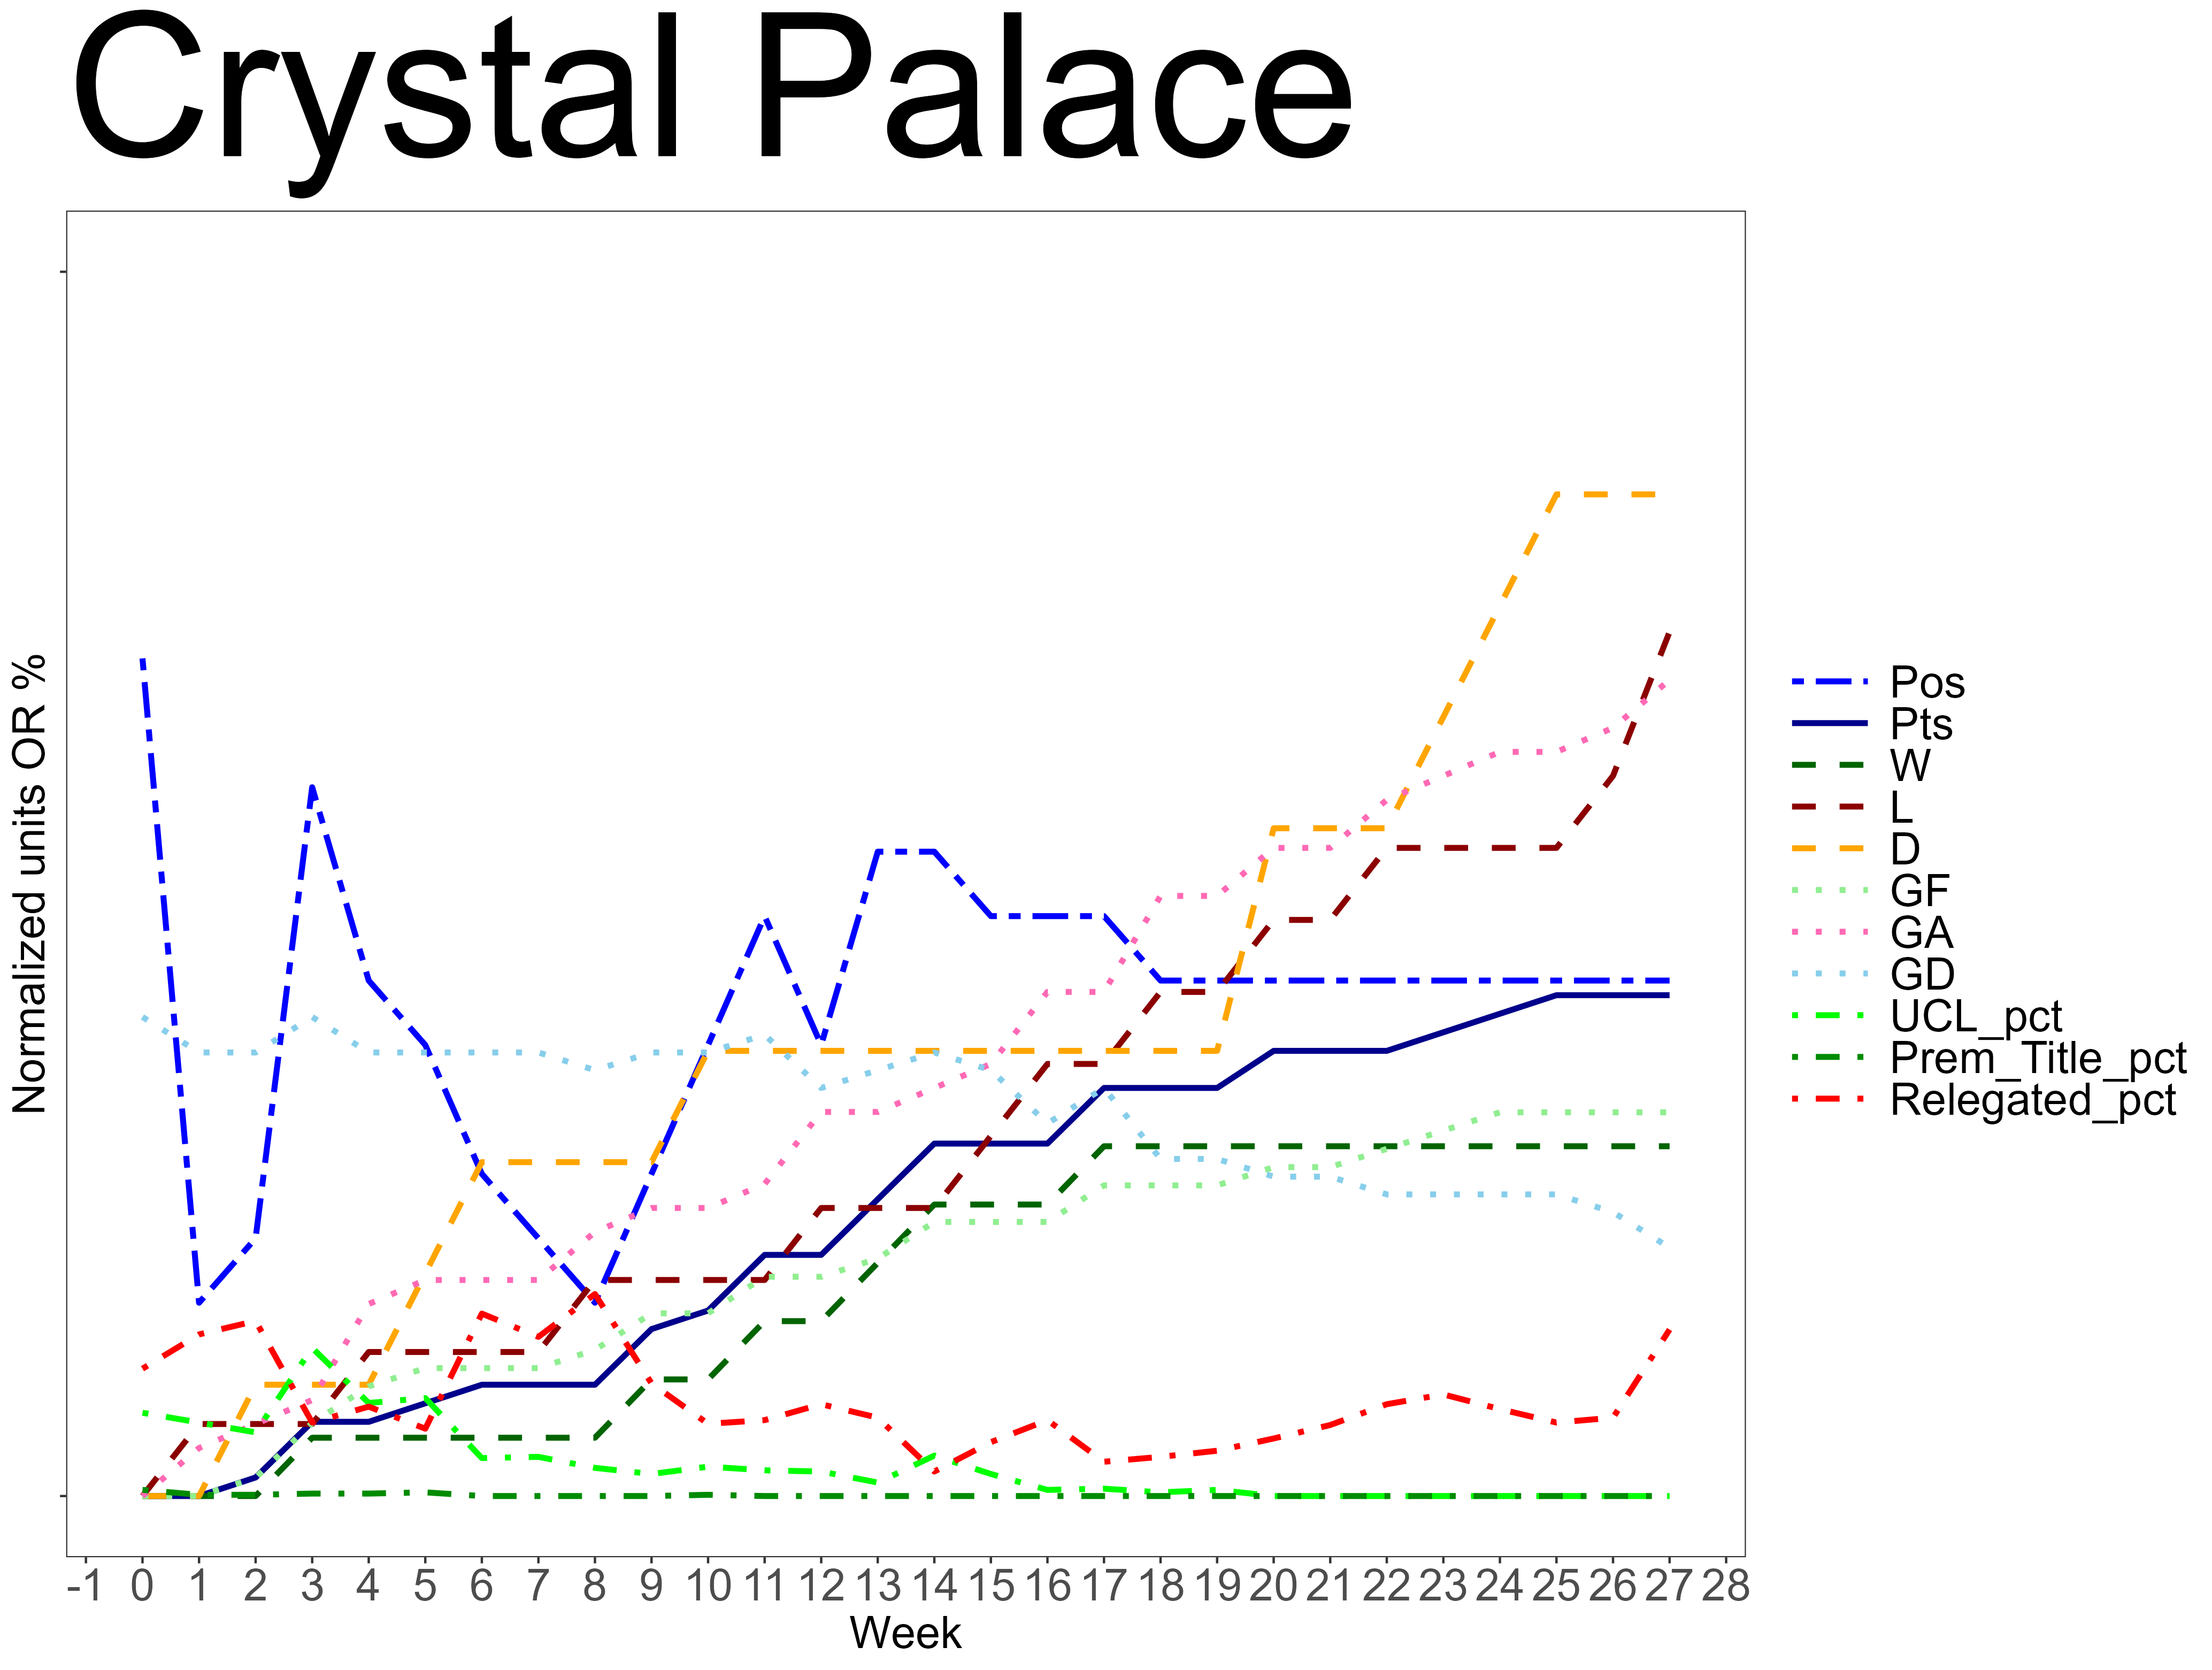 Crystal Palace
Normalized units OR %
Pos
Pts
W
L
D
GF
GA
GD
UCL_pct
Prem_Title_pct
Relegated_pct
-1 0 1 2 3 4 5 6 7 8 9 10 11 12 13 14 15 16 17 18 19 20 21 22 23 24 25 26 27 28
Week